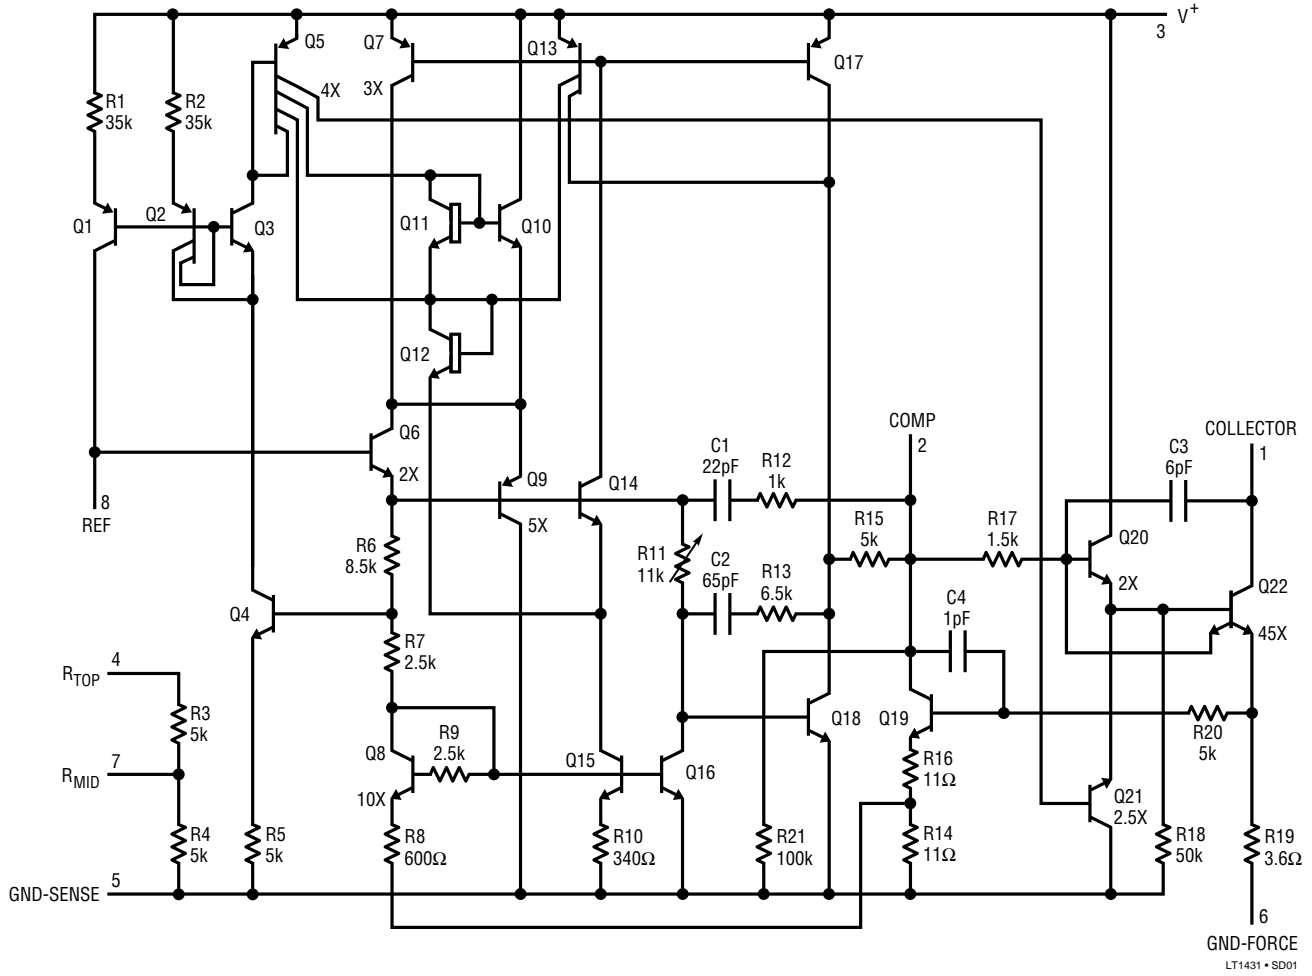 V+
3
Q5
Q7
Q13
Q17
4X
3X
R1
35k
R2
35k
Q1
Q2
Q3
Q11
Q10
Q12
COMP
2
COLLECTOR
1
Q6
2X
C1
22pF
R12
1k
C3
6pF
8
REF
Q9
5X
Q14
R6
8.5k
R11
11k
C2
65pF
R13
6.5k
R15
5k
R17
1.5k
Q20
2X
Q22
45X
Q4
R7
2.5k
C4
1pF
4
RTOP
R3
5k
7
RMID
Q8
10X
R9
2.5k
Q15
Q16
Q18
Q19
R20
5k
R16
11Ω
Q21
2.5X
R4
5k
R5
5k
R8
600Ω
R10
340Ω
R21
100k
R14
11Ω
R18
50k
R19
3.6Ω
5
GND-SENSE
6
GND-FORCE
LT1431 • SD01